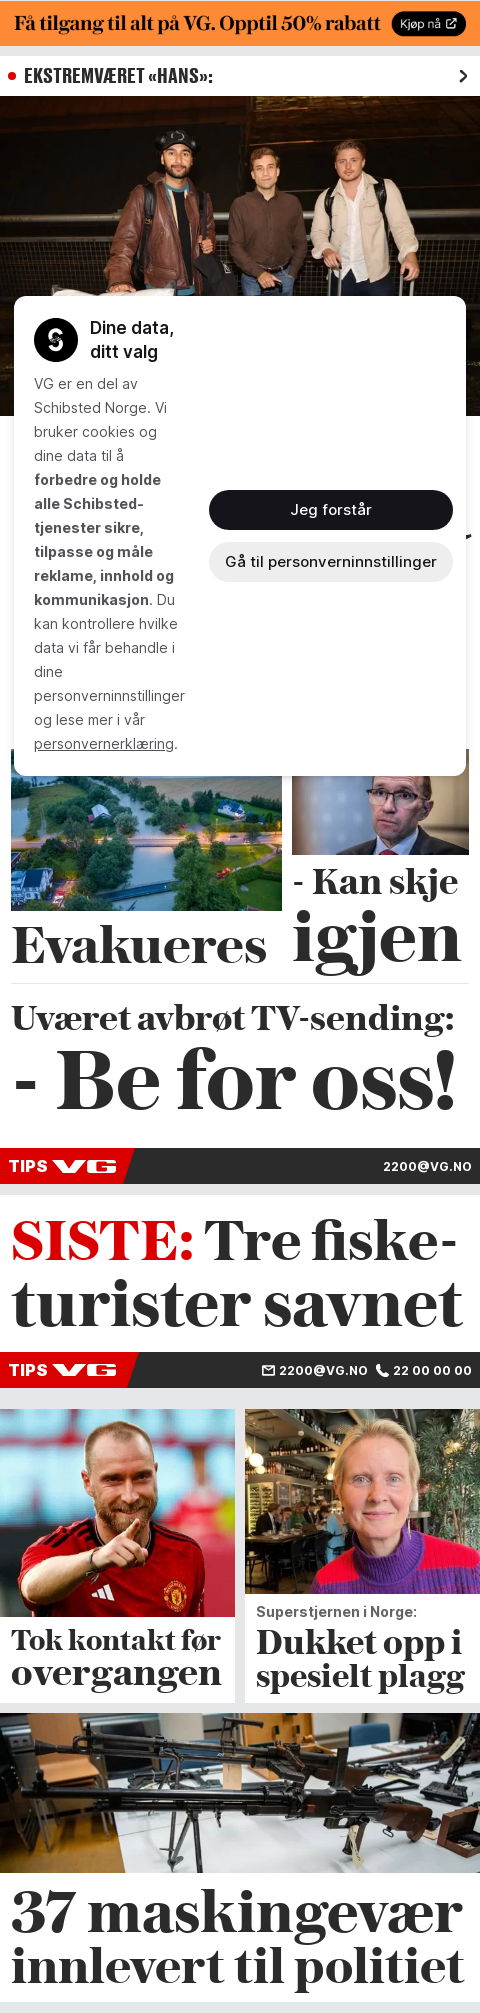 Få tilgang til alt på VG. Opptil 50% rabatt
Kjøp nå
EKSTREMVÆRET «HANS»:
Dine data,
ditt valg
VG er en del av
Schibsted Norge. Vi
bruker cookies og
dine data til å
forbedre og holde
alle Schibsted-
tjenester sikre,
tilpasse og måle
reklame, innhold og
kommunikasjon. Du
kan kontrollere hvilke
data vi får behandle i
dine
personverninnstillinger
og lese mer i vår
personvernerklæring.
Jeg forstår
Gå til personverninnstillinger
Evakueres
- Kan skje
igjen
Uværet avbrøt TV-sending:
- Be for oss!
TIPS VG
2200@VG.NO
SISTE: Tre fiske-
turister savnet
TIPS VG
2200@VG.NO 22 00 00 00
Tok kontakt før
overgangen
Superstjernen i Norge:
Dukket opp i
spesielt plagg
37 maskingevær
innlevert til politiet